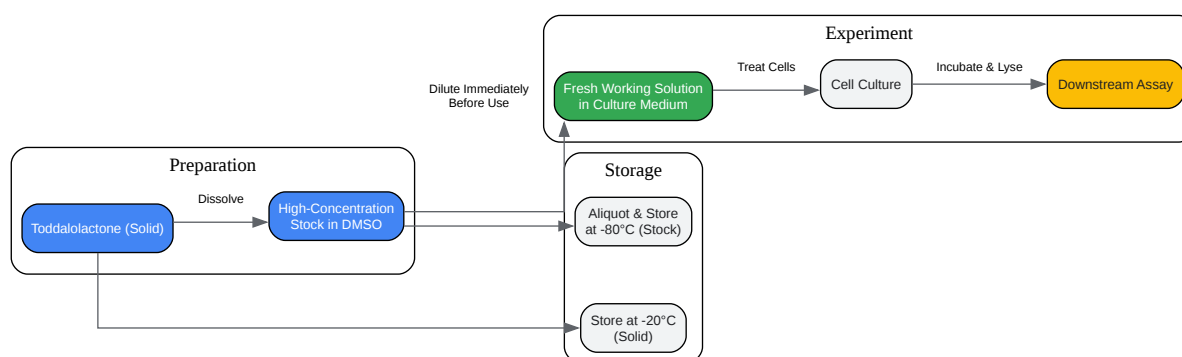 Experiment
Treat Cells
Incubate & Lyse
Dilute Immediately
Before Use
Fresh Working Solution
in Culture Medium
Cell Culture
Downstream Assay
Preparation
Storage
Dissolve
Toddalolactone (Solid)
High-Concentration
Stock in DMSO
Aliquot & Store
at -80°C (Stock)
Store at -20°C
(Solid)